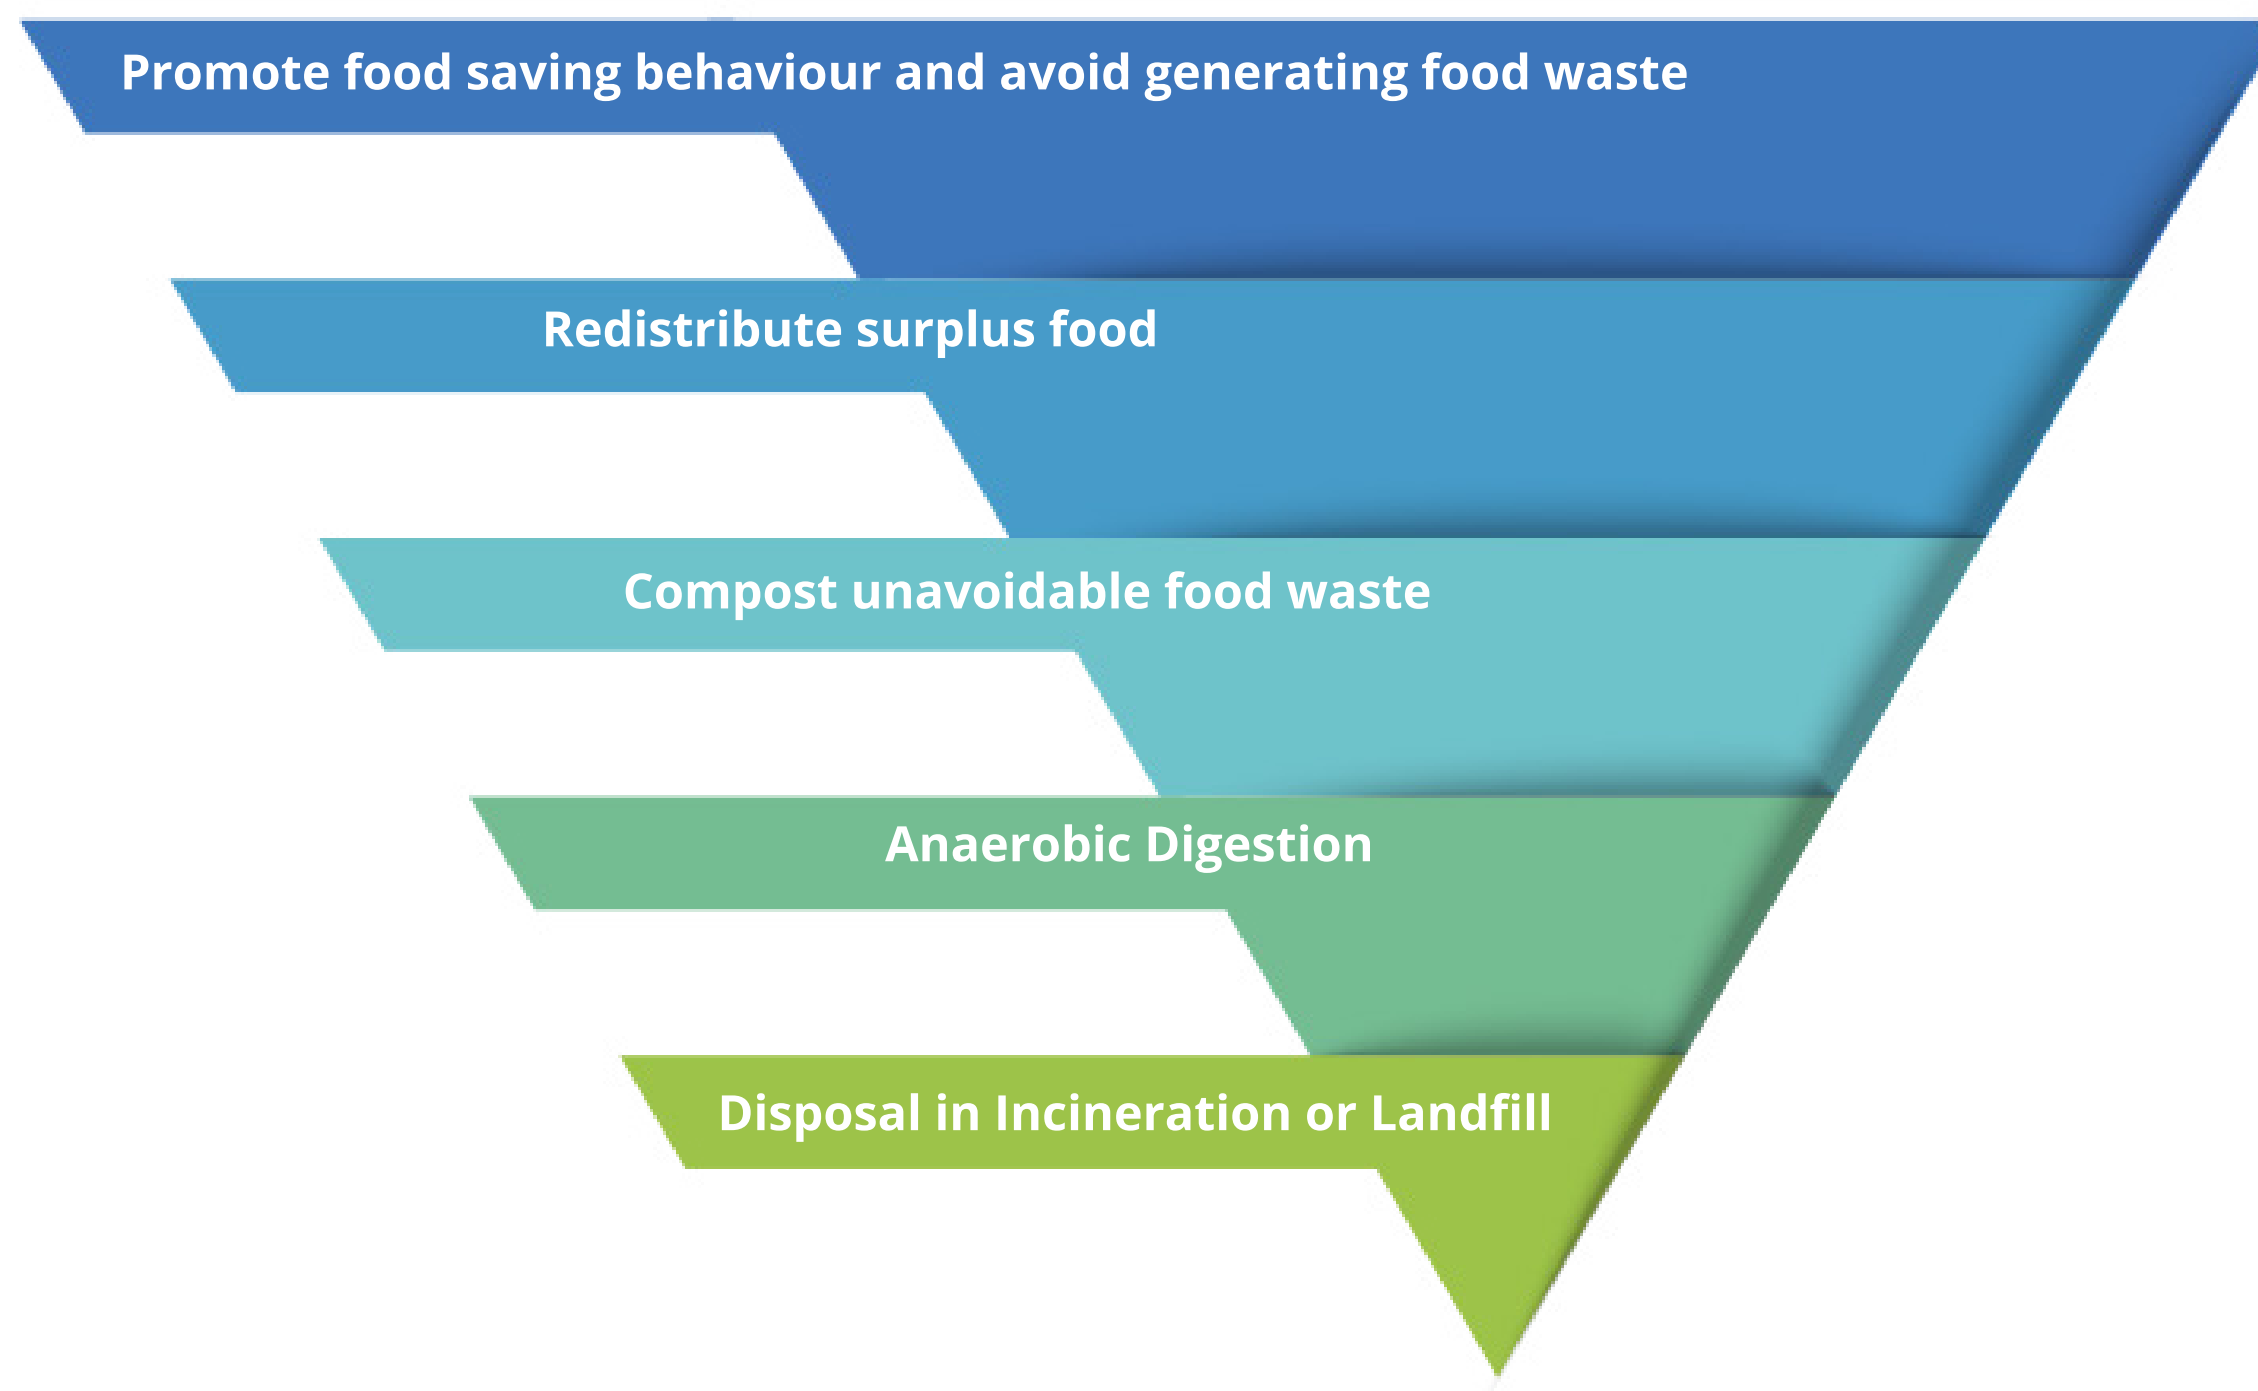 Promote food saving behaviour and avoid generating food waste
Redistribute surplus food
Compost unavoidable food waste
Anaerobic Digestion
Disposal in Incineration or Landfill